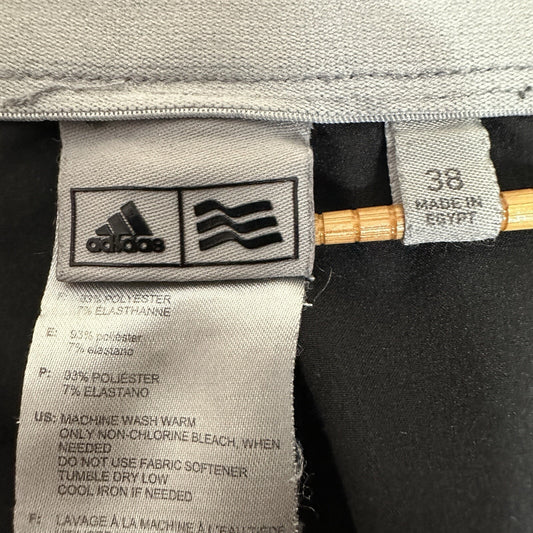 adidas
38
MADE IN
EGYPT
F: 93% POLYESTER
7% ÉLASTHANNE
E: 93% poliéster
7% elastano
P: 93% POLIÉSTER
7% ELASTANO
US: MACHINE WASH WARM
ONLY NON-CHLORINE BLEACH, WHEN
NEEDED
DO NOT USE FABRIC SOFTENER
TUMBLE DRY LOW
COOL IRON IF NEEDED
F: LAVAGE À LA MACHINE À L'EAU TIÈDE